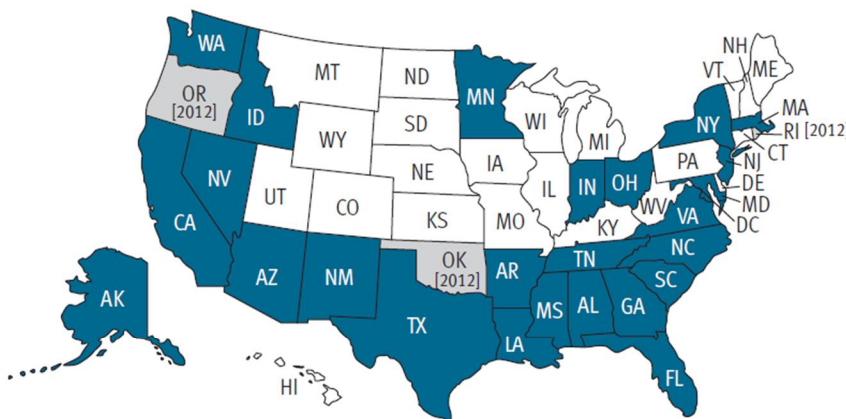 WA
MT
ND
MN
OR
[2012]
ID
WY
SD
WI
MI
NY
VT
NH
ME
MA
RI [2012]
CT
NJ
DE
MD
DC
NV
UT
CO
NE
IA
IL
IN
OH
PA
WV
VA
CA
KS
MO
KY
NC
AZ
NM
OK
[2012]
AR
TN
SC
TX
LA
MS
AL
GA
FL
AK
HI